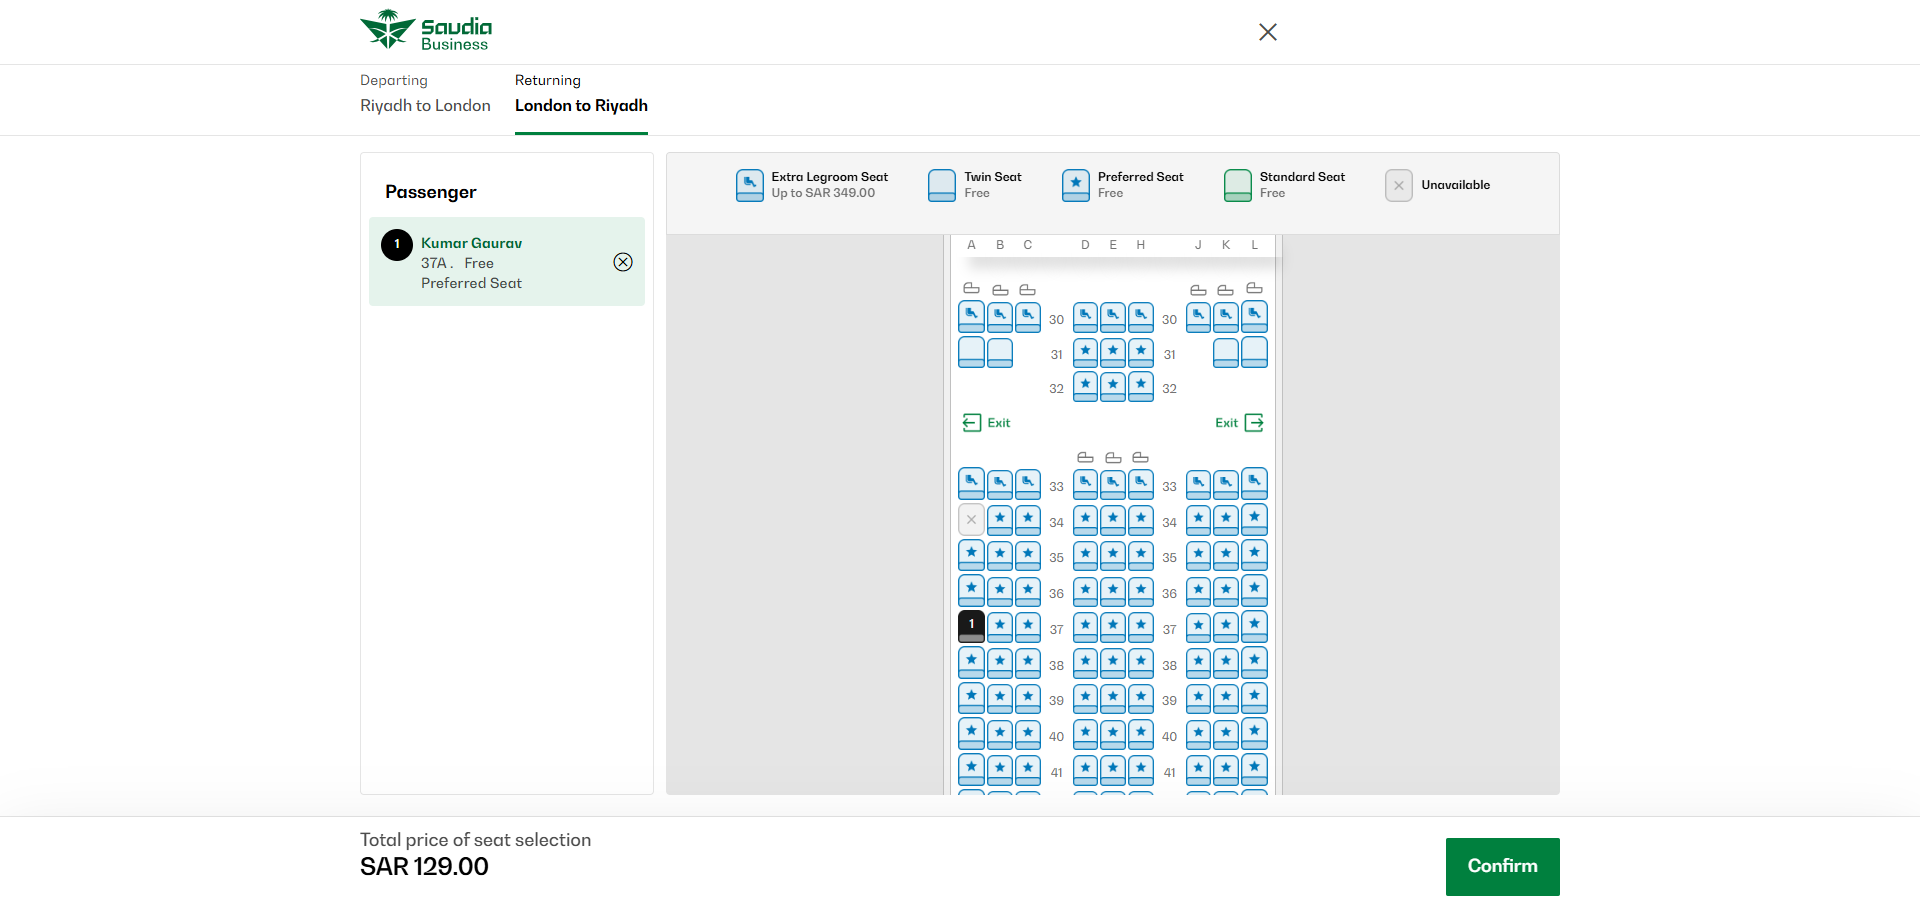 Saudia
Business
Departing
Riyadh to London
Returning
London to Riyadh
Passenger
1
Kumar Gaurav
37A . Free
Preferred Seat
Extra Legroom Seat
Up to SAR 349.00
Twin Seat
Free
Preferred Seat
Free
Standard Seat
Free
Unavailable
A B C D E H J K L
30 30
31 31
32 32
Exit Exit
33 33
34 34
35 35
36 36
1 37 37
38 38
39 39
40 40
41 41
Total price of seat selection
SAR 129.00
Confirm